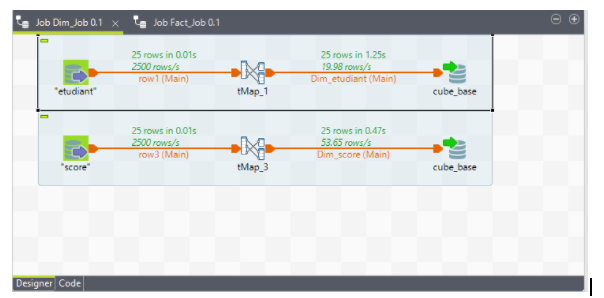 Job Dim_Job 0.1
Job Fact_Job 0.1
25 rows in 0.01s
2500 rows/s
row1 (Main)
25 rows in 1.25s
19.98 rows/s
Dim_etudiant (Main)
"etudiant"
tMap_1
cube_base
25 rows in 0.01s
2500 rows/s
row3 (Main)
25 rows in 0.47s
53.65 rows/s
Dim_score (Main)
"score"
tMap_3
cube_base
Designer
Code